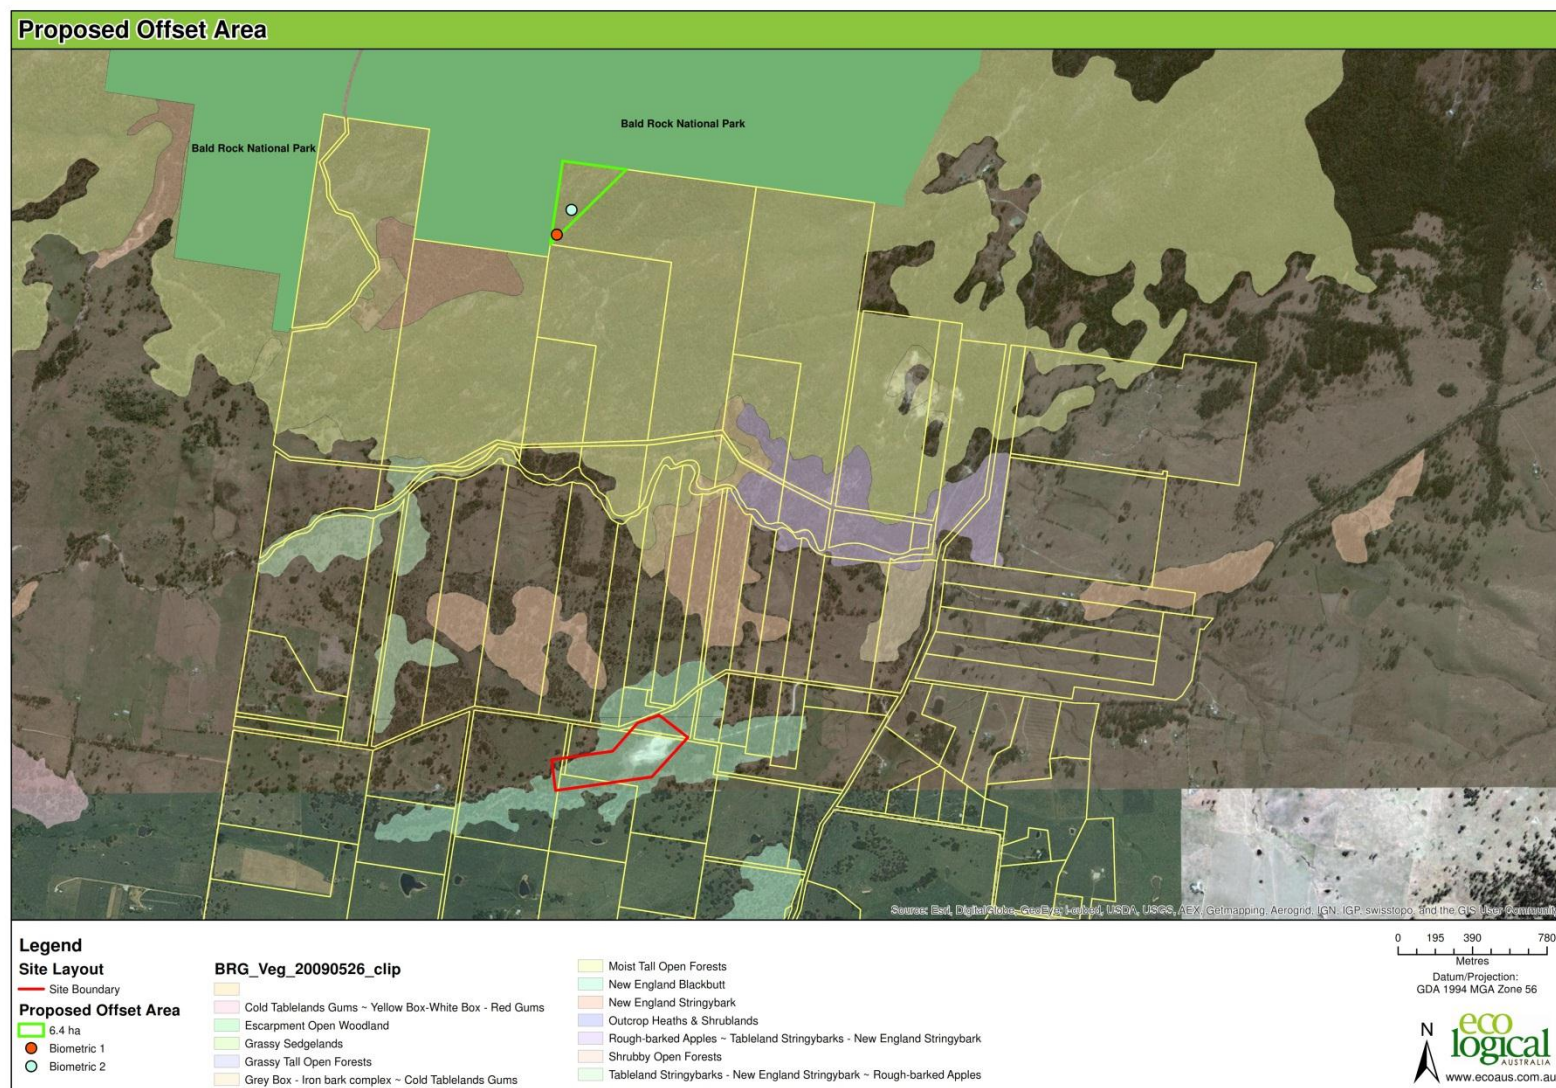 Proposed Offset Area
Bald Rock National Park
Bald Rock National Park
Source: Esri, DigitalGlobe, GeoEye, i-cubed, USDA, USGS, AEX, Getmapping, Aerogrid, IGN, IGP, swisstopo, and the GIS User Community
Legend
Site Layout
Site Boundary
Proposed Offset Area
6.4 ha
Biometric 1
Biometric 2
BRG_Veg_20090526_clip
Cold Tablelands Gums ~ Yellow Box-White Box - Red Gums
Escarpment Open Woodland
Grassy Sedgelands
Grassy Tall Open Forests
Grey Box - Iron bark complex ~ Cold Tablelands Gums
Moist Tall Open Forests
New England Blackbutt
New England Stringybark
Outcrop Heaths & Shrublands
Rough-barked Apples ~ Tableland Stringybarks - New England Stringybark
Shrubby Open Forests
Tableland Stringybarks - New England Stringybark ~ Rough-barked Apples
0 195 390 780
Metres
Datum/Projection:
GDA 1994 MGA Zone 56
N
eco
logical
AUSTRALIA
www.ecoaus.com.au